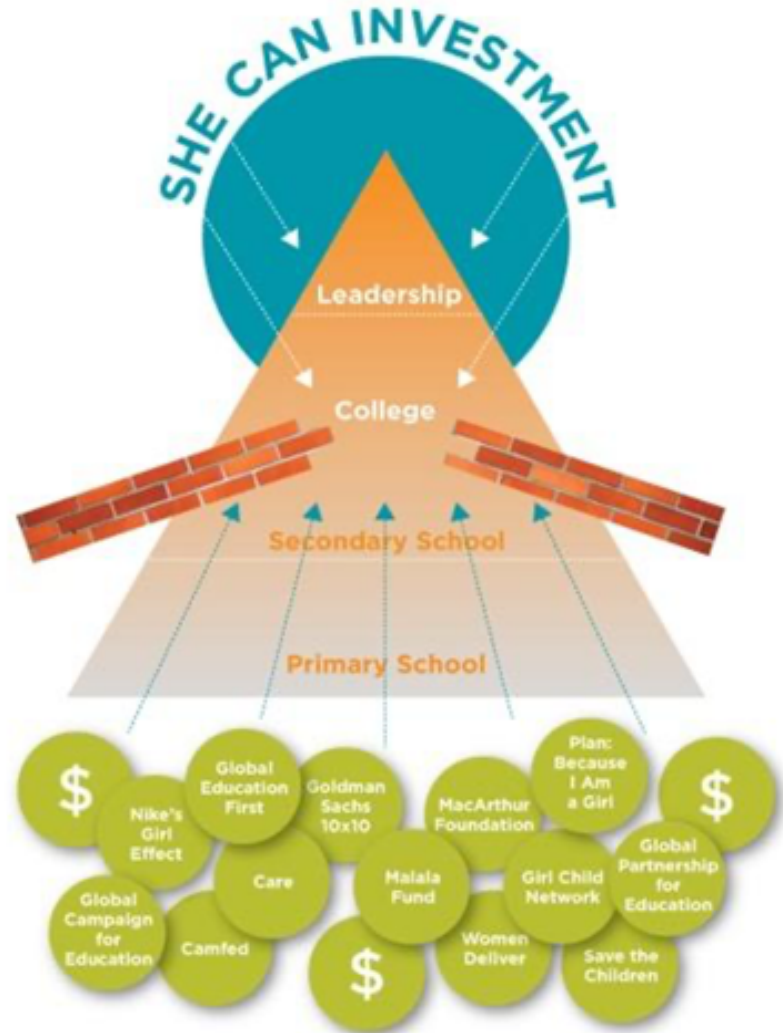 SHE CAN INVESTMENT
Leadership
College
Secondary School
Primary School
$
Nike's
Girl
Effect
Global
Education
First
Goldman
Sachs
10x10
MacArthur
Foundation
Plan:
Because
I Am
a Girl
$
Global
Campaign
for
Education
Camfed
Care
Malala
Fund
$
Women
Deliver
Girl Child
Network
Global
Partnership
for
Education
Save the
Children